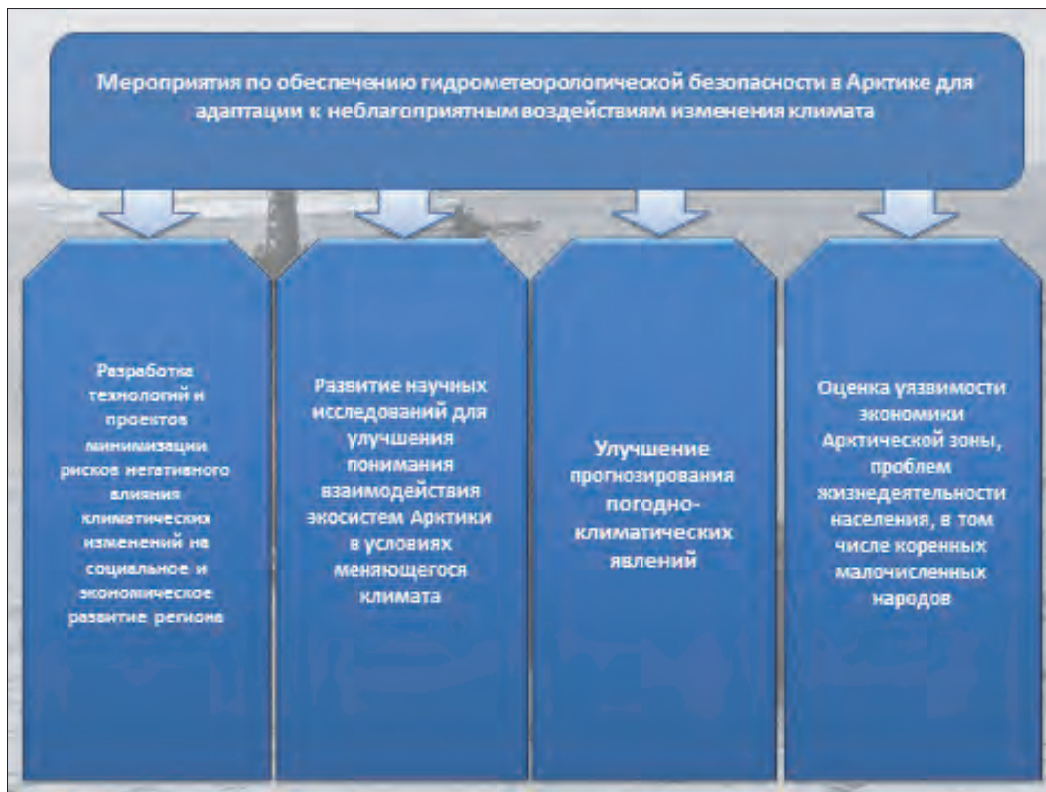 Мероприятия по обеспечению гидрометеорологической безопасности в Арктике для
адаптации к неблагоприятным воздействиям изменения климата
Разработка
технологий и
проектов
минимизации
рисков негативного
влияния
климатических
изменений на
социальное и
экономическое
развитие региона
Развитие научных
исследований для
улучшения
понимания
взаимодействия
экосистем Арктики
в условиях
меняющегося
климата
Улучшение
прогнозирования
погодно-
климатических
явлений
Оценка уязвимости
экономики
Арктической зоны,
проблем
жизнедеятельности
населения, в том
числе коренных
малочисленных
народов